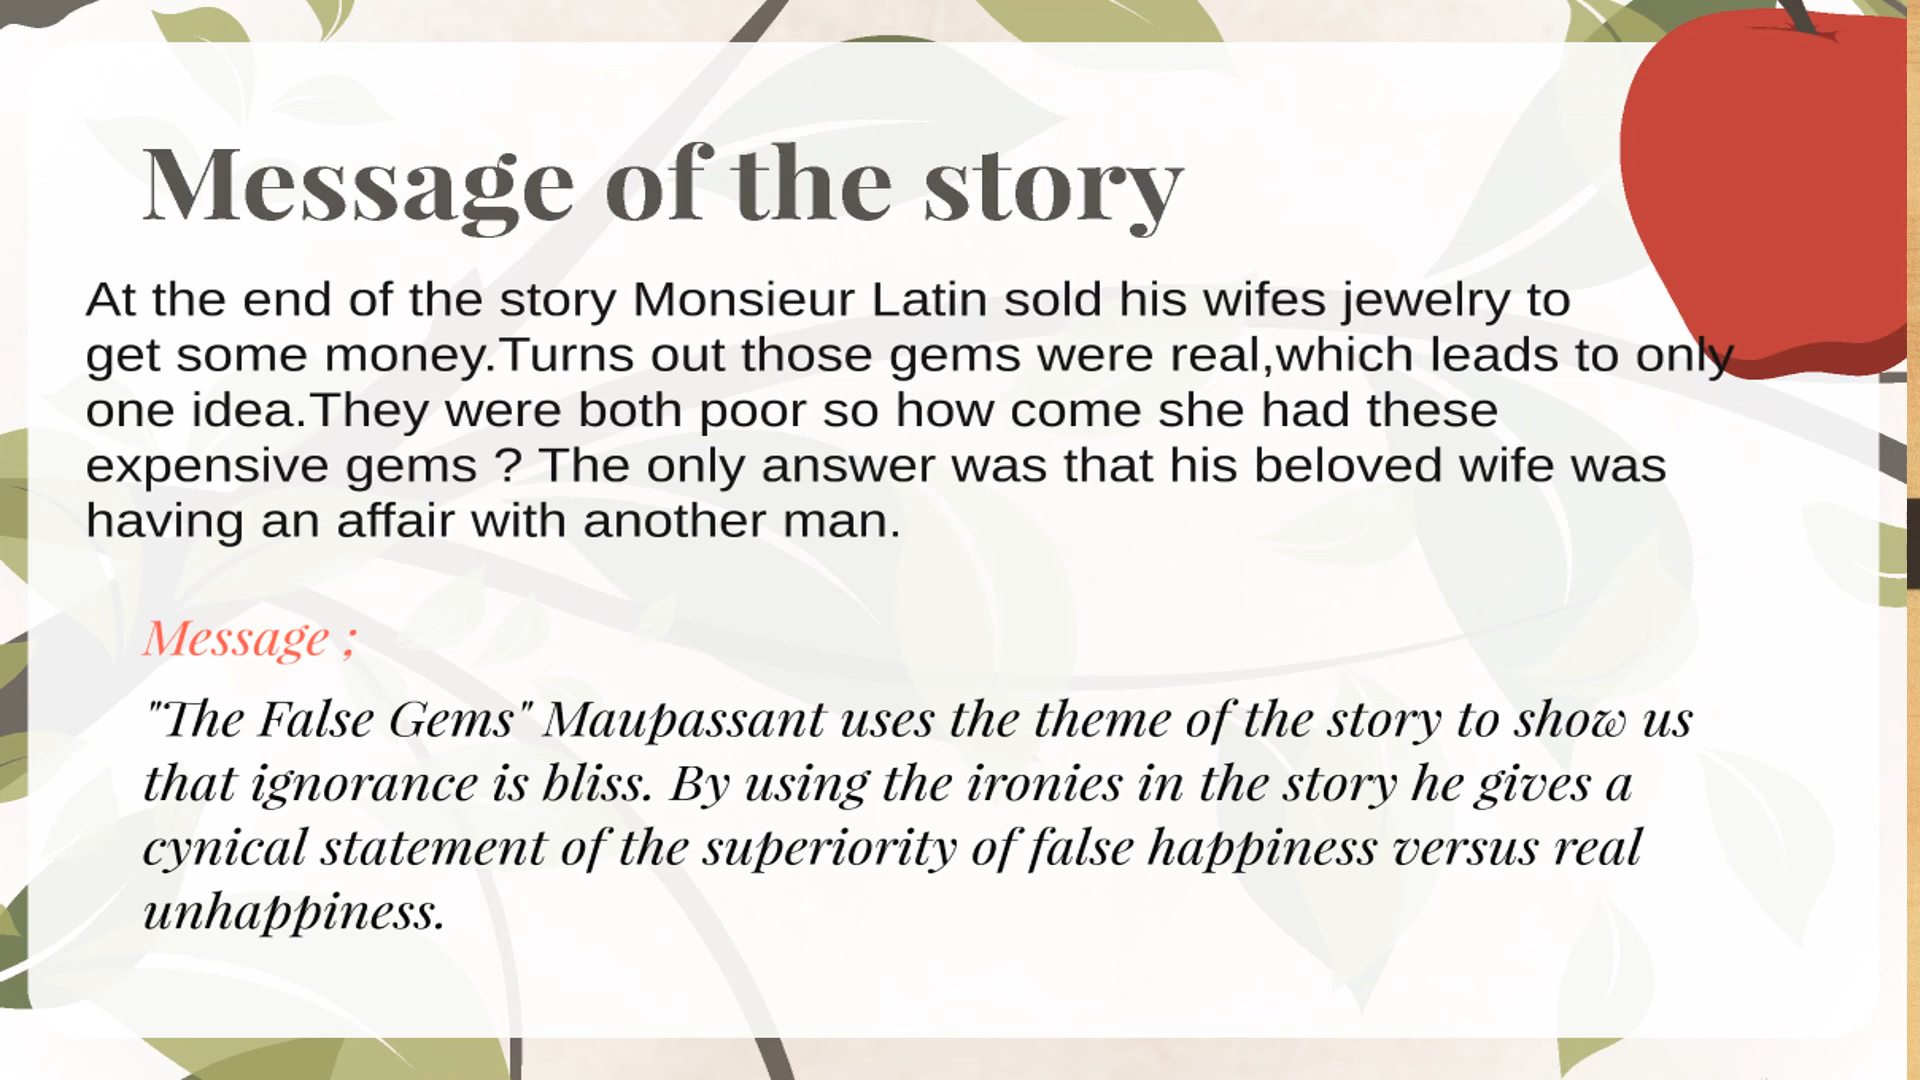 Message of the story
At the end of the story Monsieur Latin sold his wifes jewelry to
get some money.Turns out those gems were real,which leads to only
one idea.They were both poor so how come she had these
expensive gems ? The only answer was that his beloved wife was
having an affair with another man.
Message ;
"The False Gems" Maupassant uses the theme of the story to show us
that ignorance is bliss. By using the ironies in the story he gives a
cynical statement of the superiority of false happiness versus real
unhappiness.